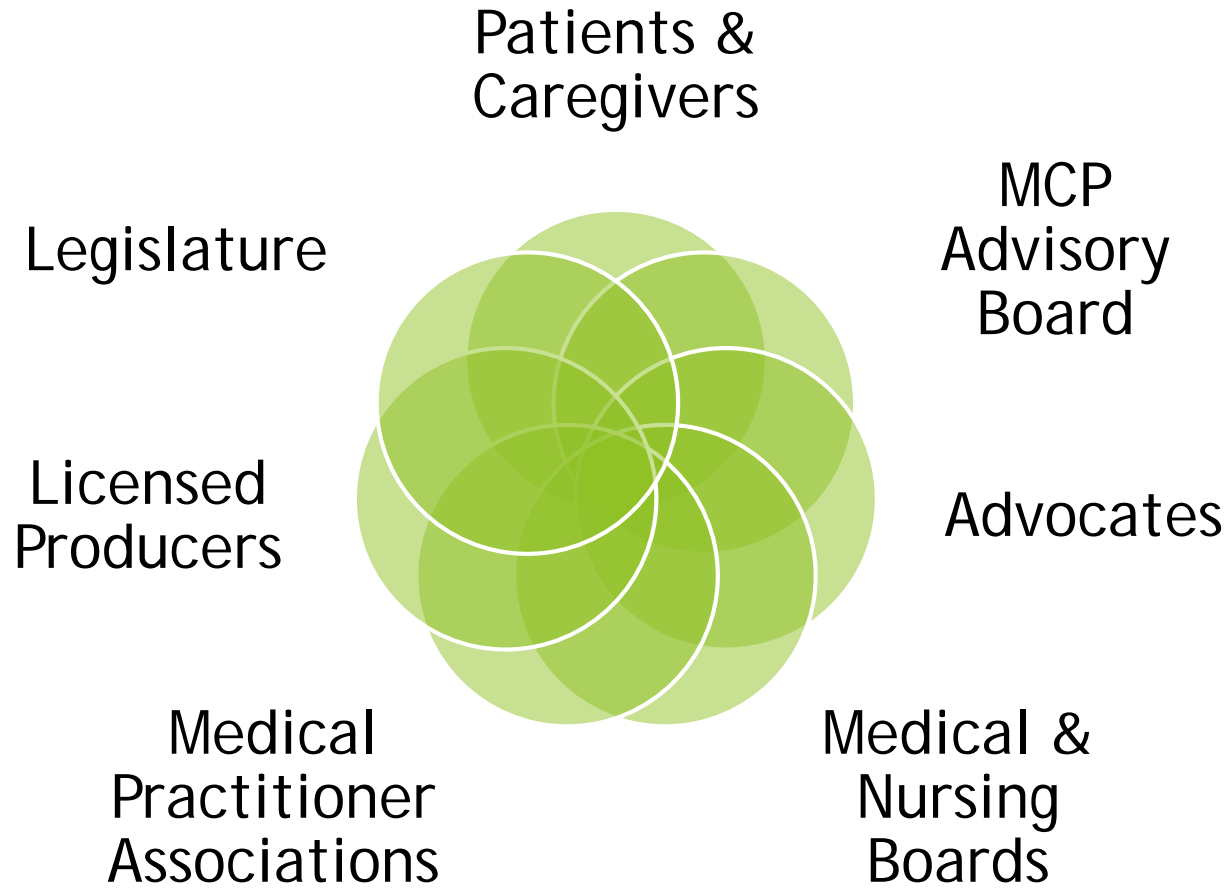 Patients &
Caregivers
MCP
Advisory
Board
Advocates
Medical &
Nursing
Boards
Medical
Practitioner
Associations
Licensed
Producers
Legislature